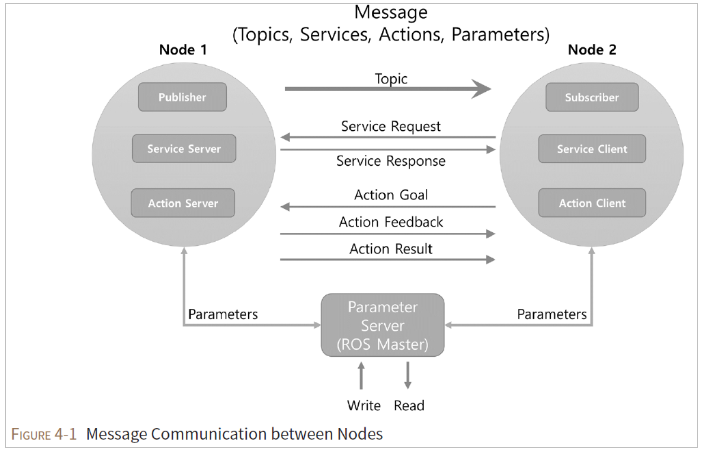 Message
(Topics, Services, Actions, Parameters)
Node 1
Node 2
Publisher
Topic
Subscriber
Service Server
Service Request
Service Response
Service Client
Action Server
Action Goal
Action Feedback
Action Result
Action Client
Parameters
Parameter
Server
(ROS Master)
Parameters
Write
Read
FIGURE 4-1 Message Communication between Nodes